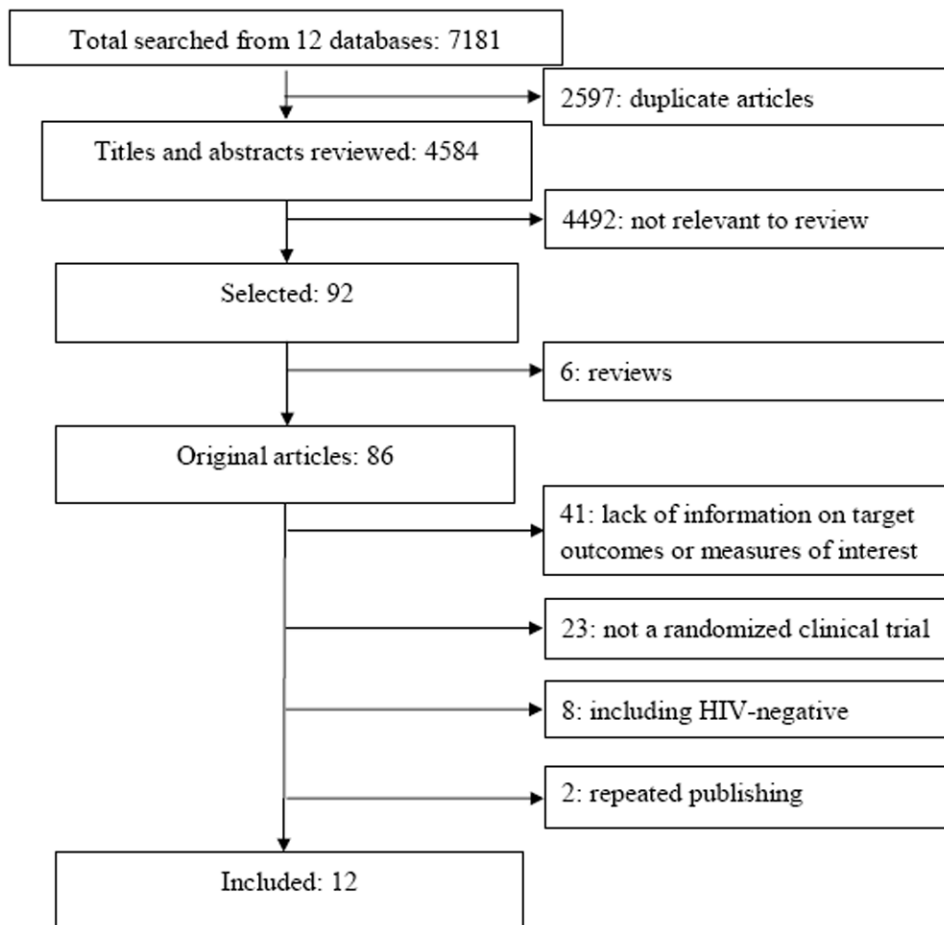 Total searched from 12 databases: 7181
2597: duplicate articles
Titles and abstracts reviewed: 4584
4492: not relevant to review
Selected: 92
6: reviews
Original articles: 86
41: lack of information on target
outcomes or measures of interest
23: not a randomized clinical trial
8: including HIV-negative
2: repeated publishing
Included: 12